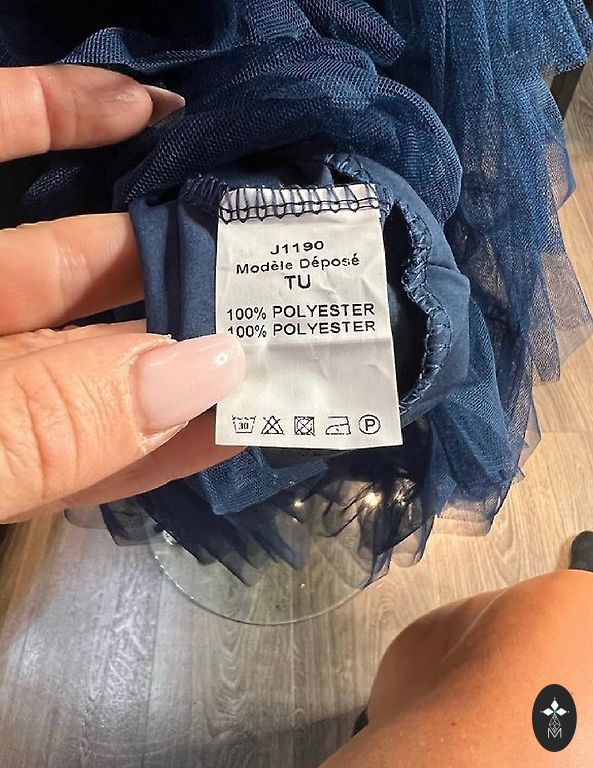 J1190
Modèle Déposé
TU
100% POLYESTER
100% POLYESTER
30
P
M